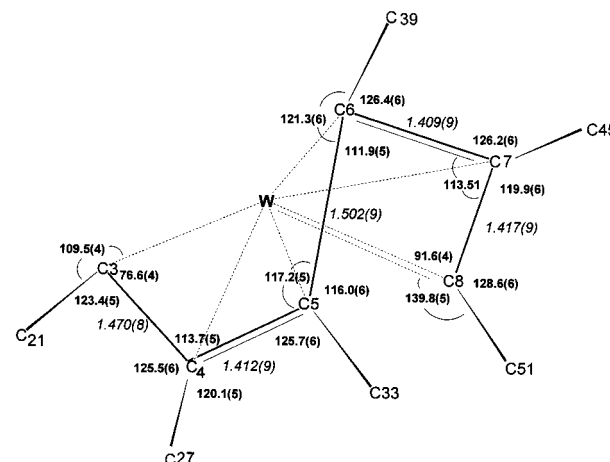 C39
C6
126.4(6)
121.3(6)
1.409(9)
126.2(6)
C45
111.9(5)
C7
113.51
119.9(6)
W
1.502(9)
1.417(9)
109.5(4)
C3
76.6(4)
91.6(4)
117.2(5)
C8
128.6(6)
123.4(5)
C5
116.0(6)
139.8(5)
1.470(8)
C21
113.7(5)
125.7(6)
125.5(6)
C4
1.412(9)
C51
120.1(5)
C33
C27